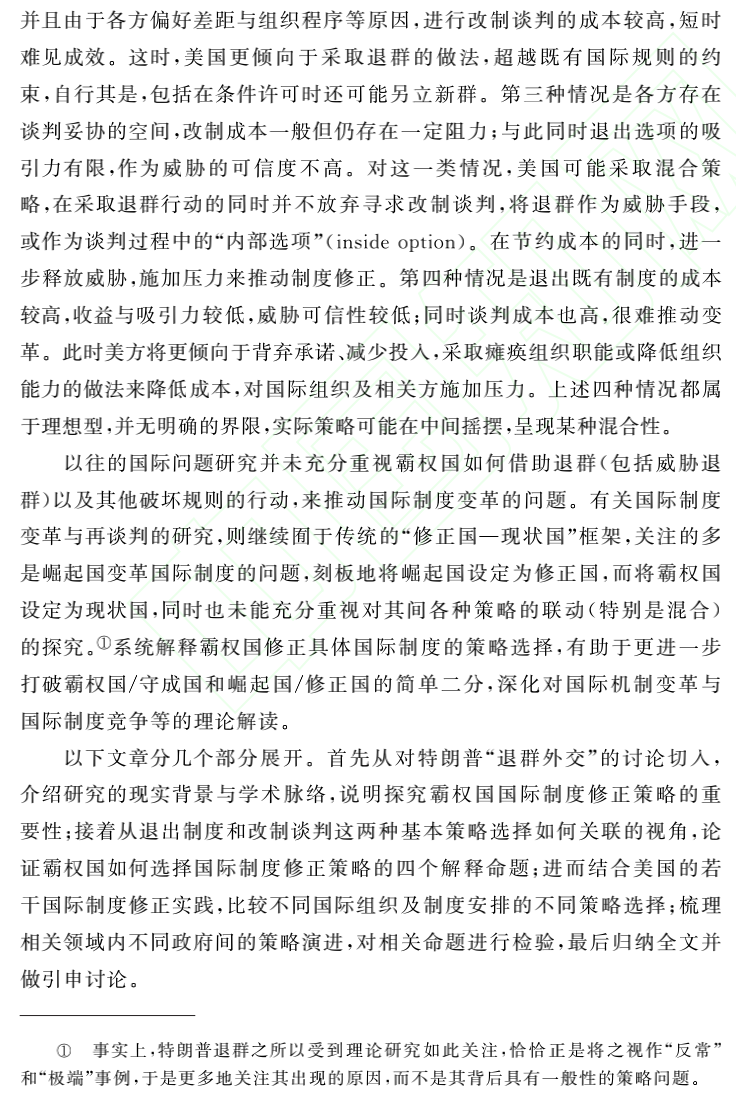 并且由于各方偏好差距与组织程序等原因,进行改制谈判的成本较高,短时
难见成效。这时,美国更倾向于采取退群的做法,超越既有国际规则的约
束,自行其是,包括在条件许可时还可能另立新群。第三种情况是各方存在
谈判妥协的空间,改制成本一般但仍存在一定阻力;与此同时退出选项的吸
引力有限,作为威胁的可信度不高。对这一类情况,美国可能采取混合策
略,在采取退群行动的同时并不放弃寻求改制谈判,将退群作为威胁手段,
或作为谈判过程中的“内部选项”(inside option)。在节约成本的同时,进一
步释放威胁,施加压力来推动制度修正。第四种情况是退出既有制度的成本
较高,收益与吸引力较低,威胁可信性较低;同时谈判成本也高,很难推动变
革。此时美方将更倾向于背弃承诺、减少投入,采取瘫痪组织职能或降低组织
能力的做法来降低成本,对国际组织及相关方施加压力。上述四种情况都属
于理想型,并无明确的界限,实际策略可能在中间摇摆,呈现某种混合性。
以往的国际问题研究并未充分重视霸权国如何借助退群(包括威胁退
群)以及其他破坏规则的行动,来推动国际制度变革的问题。有关国际制度
变革与再谈判的研究,则继续囿于传统的“修正国—现状国”框架,关注的多
是崛起国变革国际制度的问题,刻板地将崛起国设定为修正国,而将霸权国
设定为现状国,同时也未能充分重视对其间各种策略的联动(特别是混合)
的探究。①系统解释霸权国修正具体国际制度的策略选择,有助于更进一步
打破霸权国/守成国和崛起国/修正国的简单二分,深化对国际机制变革与
国际制度竞争等的理论解读。
以下文章分几个部分展开。首先从对特朗普“退群外交”的讨论切入,
介绍研究的现实背景与学术脉络,说明探究霸权国国际制度修正策略的重
要性;接着从退出制度和改制谈判这两种基本策略选择如何关联的视角,论
证霸权国如何选择国际制度修正策略的四个解释命题;进而结合美国的若
干国际制度修正实践,比较不同国际组织及制度安排的不同策略选择;梳理
相关领域内不同政府间的策略演进,对相关命题进行检验,最后归纳全文并
做引申讨论。
① 事实上,特朗普退群之所以受到理论研究如此关注,恰恰正是将之视作“反常”
和“极端”事例,于是更多地关注其出现的原因,而不是其背后具有一般性的策略问题。